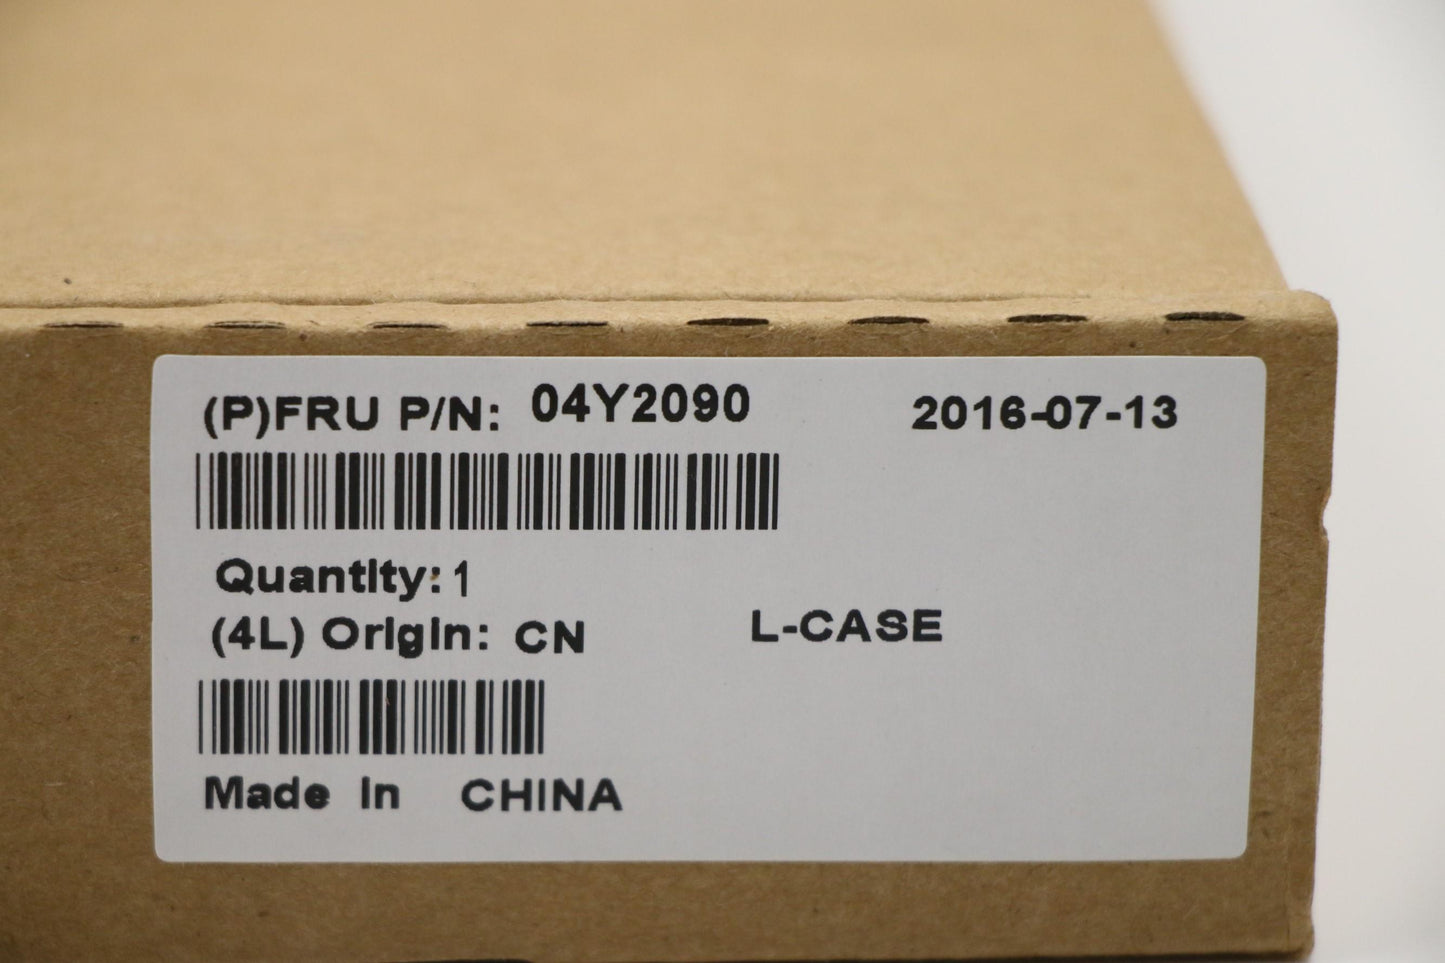 (P)FRU P/N: 04Y2090 2016-07-13
Quantity: 1
(4L) Origin: CN L-CASE
Made In CHINA